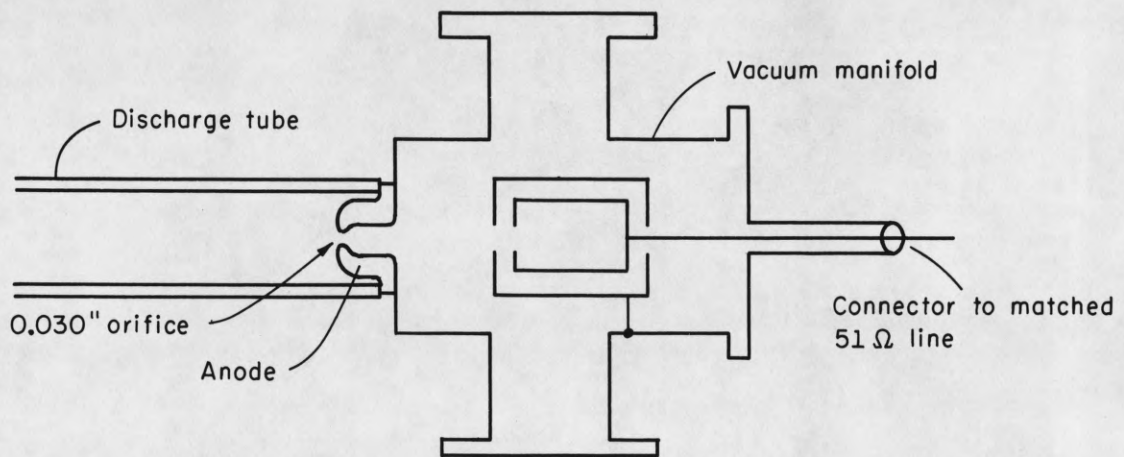 Vacuum manifold
Discharge tube
0.030" orifice
Anode
Connector to matched
51 Ω line